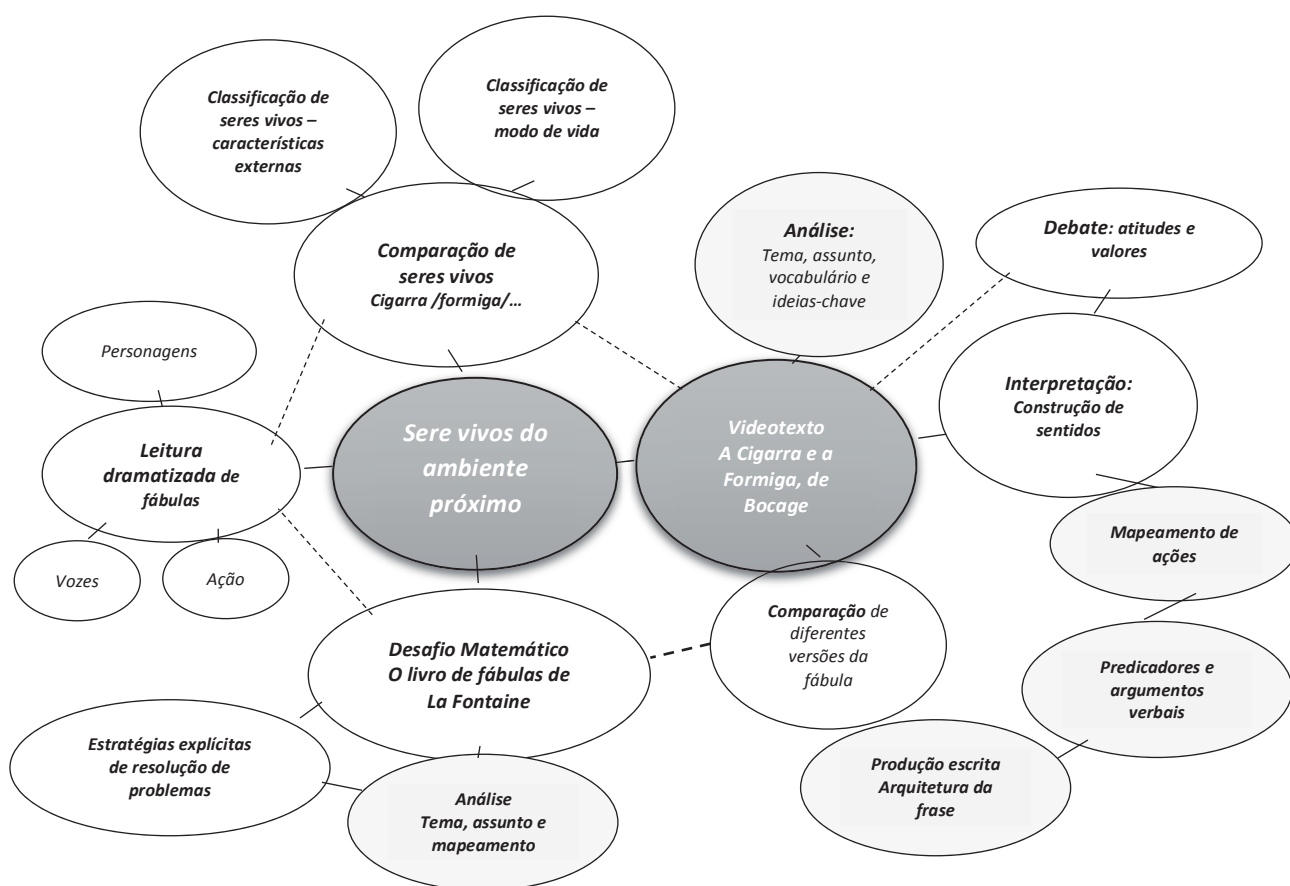 Classificação de
seres vivos –
características
externas
Classificação de
seres vivos –
modo de vida
Comparação de
seres vivos
Cigarra /formiga/…
Análise:
Tema, assunto,
vocabulário e
ideias-chave
Debate: atitudes e
valores
Personagens
Leitura
dramatizada de
fábulas
Vozes
Ação
Sere vivos do
ambiente
próximo
Videotexto
A Cigarra e a
Formiga, de
Bocage
Interpretação:
Construção de
sentidos
Mapeamento de
ações
Predicadores e
argumentos
verbais
Produção escrita
Arquitetura da
frase
Comparação de
diferentes
versões da
fábula
Desafio Matemático
O livro de fábulas de
La Fontaine
Estratégias explícitas
de resolução de
problemas
Análise
Tema, assunto e
mapeamento